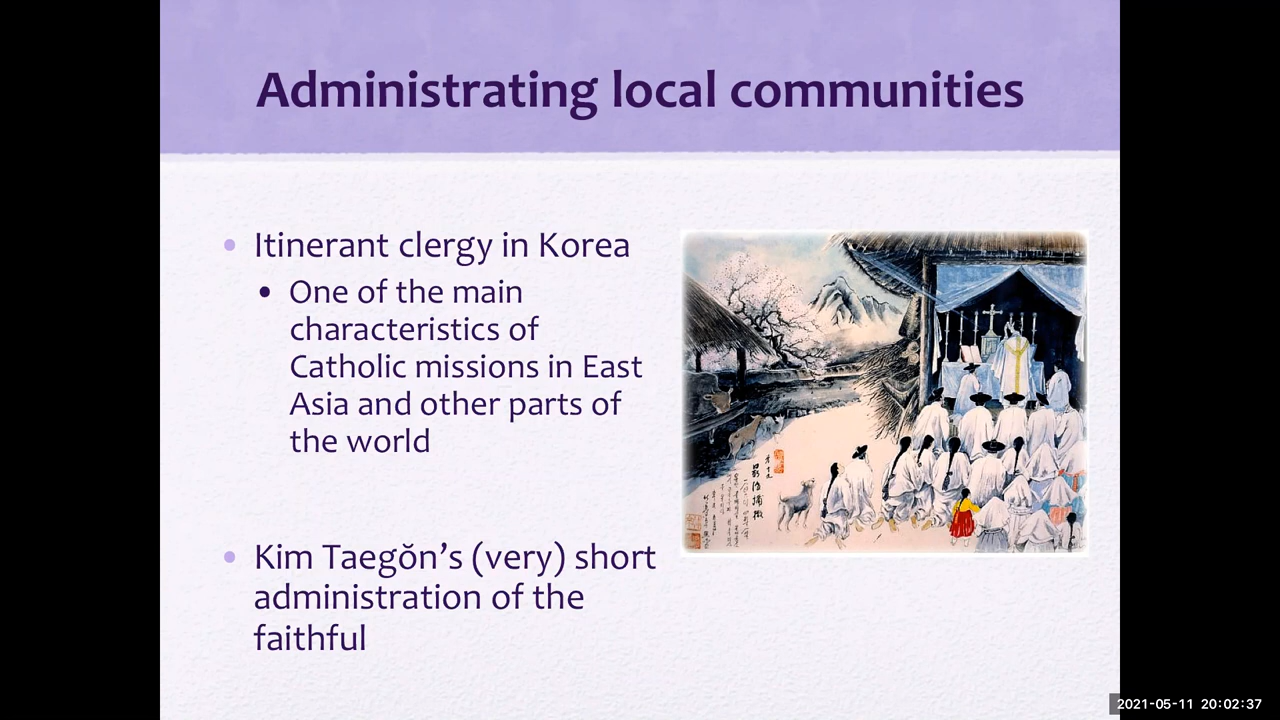 Administrating local communities
Itinerant clergy in Korea
One of the main
characteristics of
Catholic missions in East
Asia and other parts of
the world
Kim Taegŏn’s (very) short
administration of the
faithful
2021-05-11 20:02:37